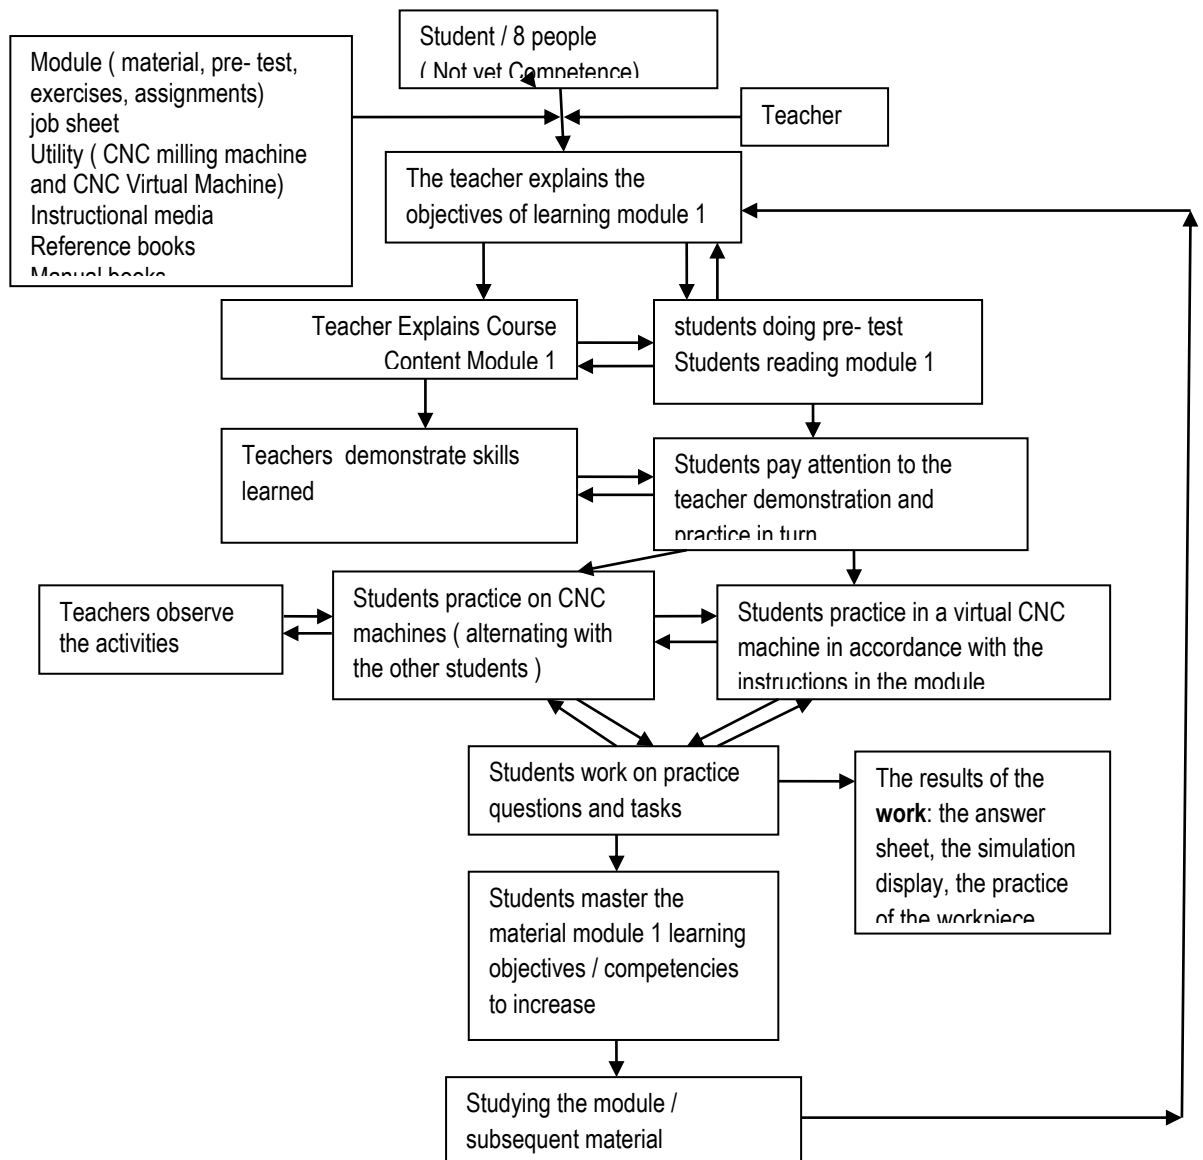 Student / 8 people
( Not yet Competence)
Module ( material, pre- test,
exercises, assignments)
job sheet
Utility ( CNC milling machine
and CNC Virtual Machine)
Instructional media
Reference books
Manual books
Teacher
The teacher explains the
objectives of learning module 1
Teacher Explains Course
Content Module 1
students doing pre- test
Students reading module 1
Teachers demonstrate skills
learned
Students pay attention to the
teacher demonstration and
practice in turn
Teachers observe
the activities
Students practice on CNC
machines ( alternating with
the other students )
Students practice in a virtual CNC
machine in accordance with the
instructions in the module
Students work on practice
questions and tasks
The results of the
work: the answer
sheet, the simulation
display, the practice
of the workpiece
Students master the
material module 1 learning
objectives / competencies
to increase
Studying the module /
subsequent material